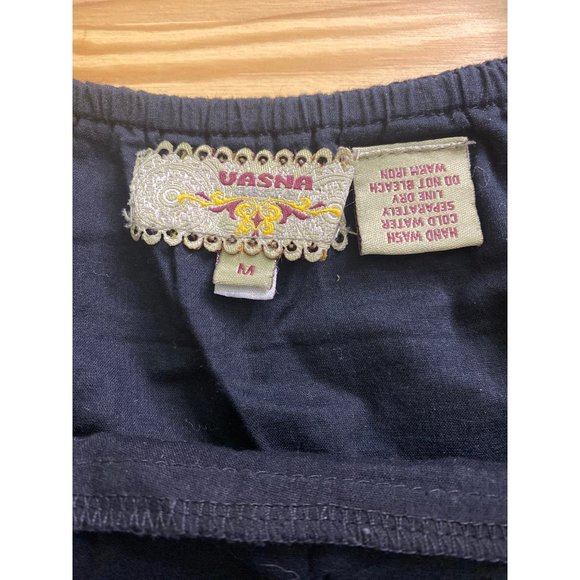 VASNA
M
HAND WASH
COLD WATER
SEPARATELY
LINE DRY
DO NOT BLEACH
WARM IRON